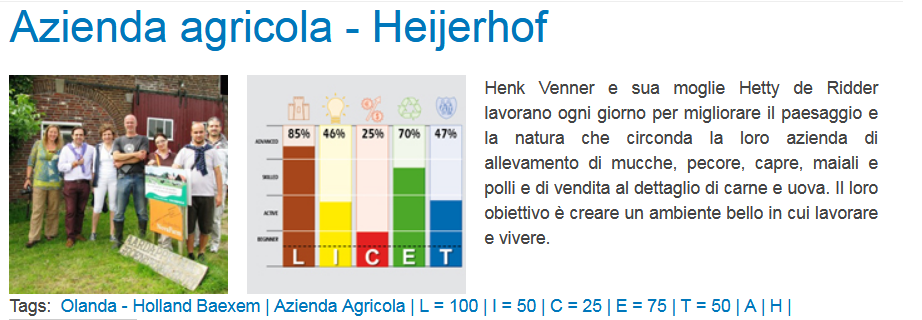 Azienda agricola - Heijerhof
85% 46% 25% 70% 47%
ADVANCED
SKILLED
ACTIVE
BEGINNER
L I C E T
Henk Venner e sua moglie Hetty de Ridder
lavorano ogni giorno per migliorare il paesaggio e
la natura che circonda la loro azienda di
allevamento di mucche, pecore, capre, maiali e
polli e di vendita al dettaglio di carne e uova. Il loro
obiettivo è creare un ambiente bello in cui lavorare
e vivere.
Tags: Olanda - Holland Baexem | Azienda Agricola | L = 100 | I = 50 | C = 25 | E = 75 | T = 50 | A | H |